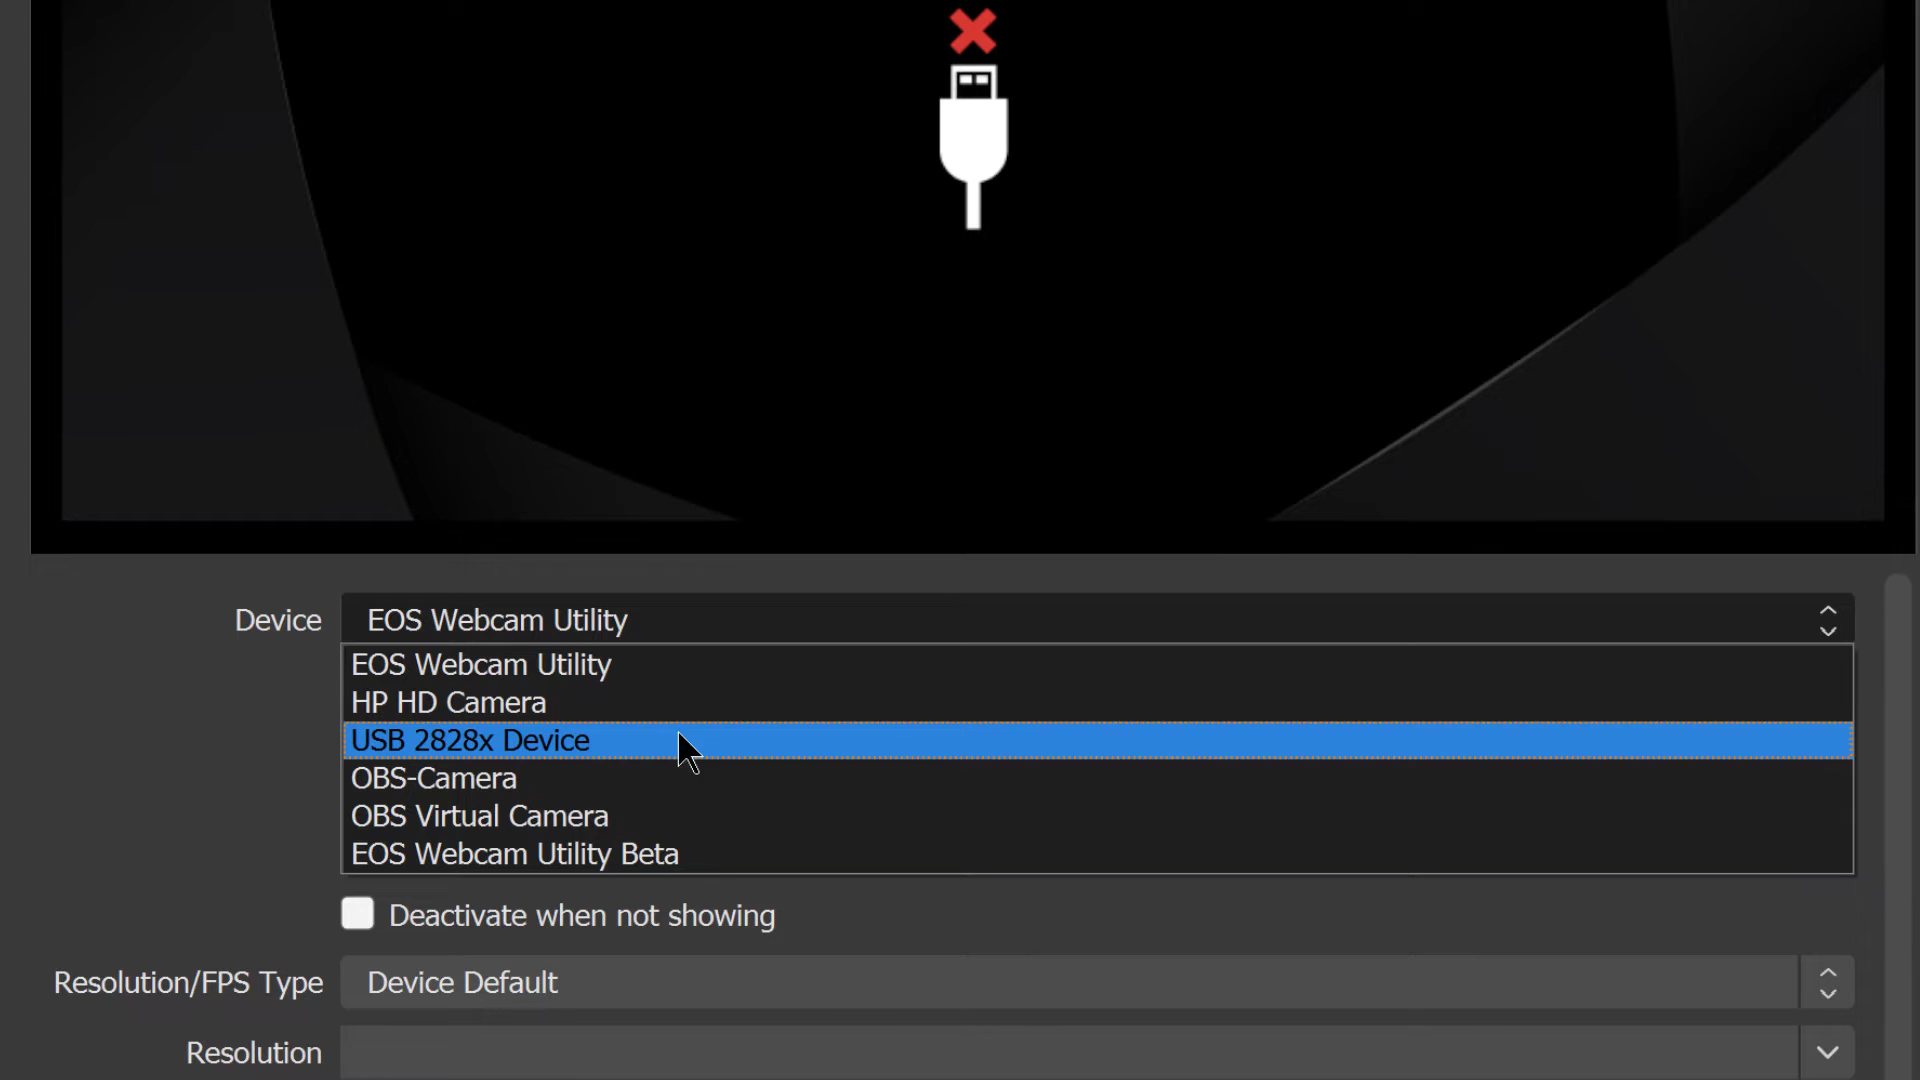 Device EOS Webcam Utility
EOS Webcam Utility
HP HD Camera
USB 2828x Device
OBS-Camera
OBS Virtual Camera
EOS Webcam Utility Beta
Deactivate when not showing
Resolution/FPS Type Device Default
Resolution